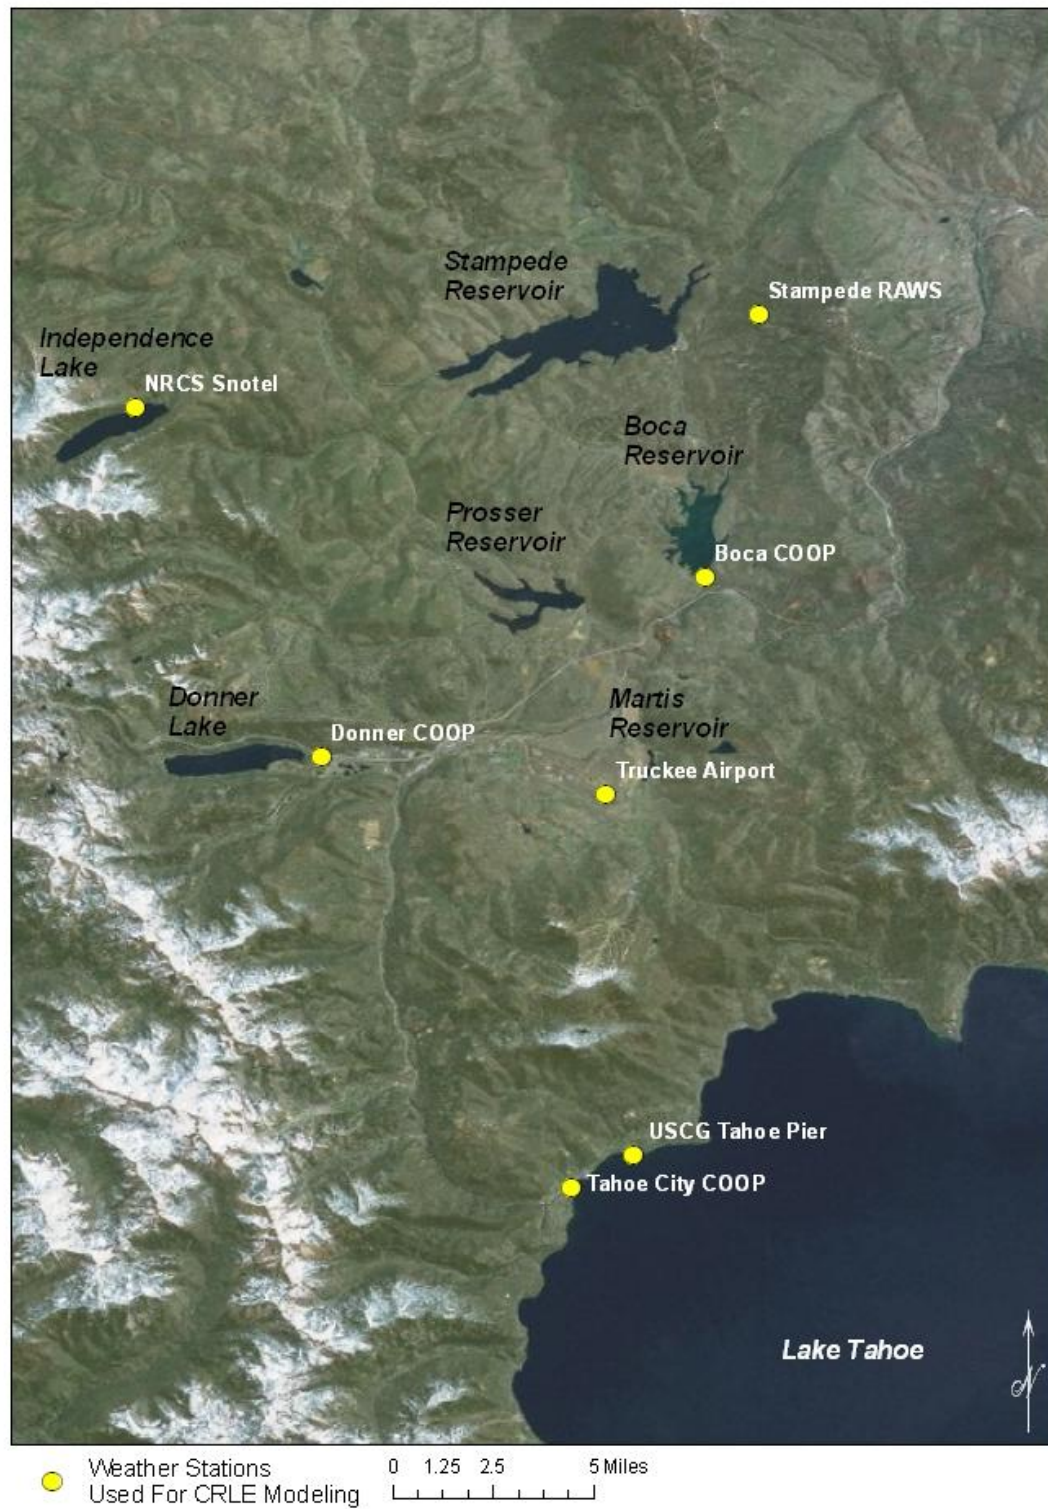 Stampede
Reservoir
Stampede RAWS
Independence
Lake
NRCS Snotel
Boca
Reservoir
Prosser
Reservoir
Boca COOP
Donner
Lake
Donner COOP
Martis
Reservoir
Truckee Airport
USCG Tahoe Pier
Tahoe City COOP
Lake Tahoe
N
Weather Stations
Used For CRLE Modeling
0 1.25 2.5 5 Miles